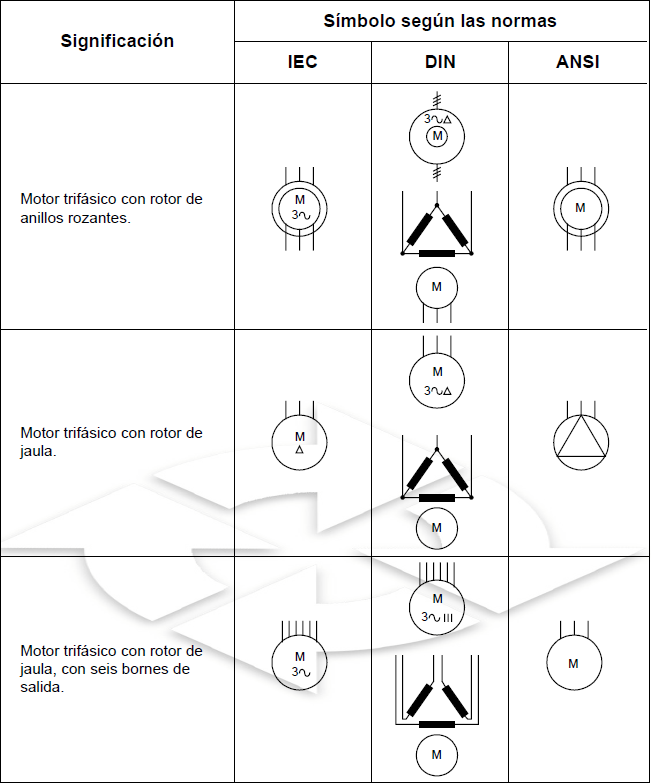 Significación
Símbolo según las normas
IEC
DIN
ANSI
Motor trifásico con rotor de
anillos rozantes.
M
3~
3~△
M
M
M
Motor trifásico con rotor de
jaula.
M
△
M
3~△
M
Motor trifásico con rotor de
jaula, con seis bornes de
salida.
M
3~
M
3~ III
M
M